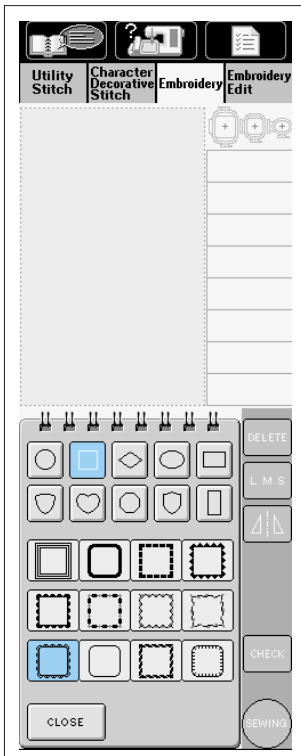 Utility Stitch
Character Decorative Stitch
Embroidery
Embroidery Edit
DELETE
L M S
CHECK
CLOSE
SEWING